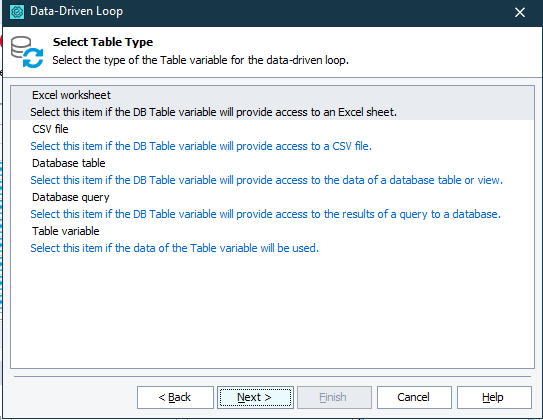 Data-Driven Loop
Select Table Type
Select the type of the Table variable for the data-driven loop.
Excel worksheet
Select this item if the DB Table variable will provide access to an Excel sheet.
CSV file
Select this item if the DB Table variable will provide access to a CSV file.
Database table
Select this item if the DB Table variable will provide access to the data of a database table or view.
Database query
Select this item if the DB Table variable will provide access to the results of a query to a database.
Table variable
Select this item if the data of the Table variable will be used.
< Back Next > Finish Cancel Help